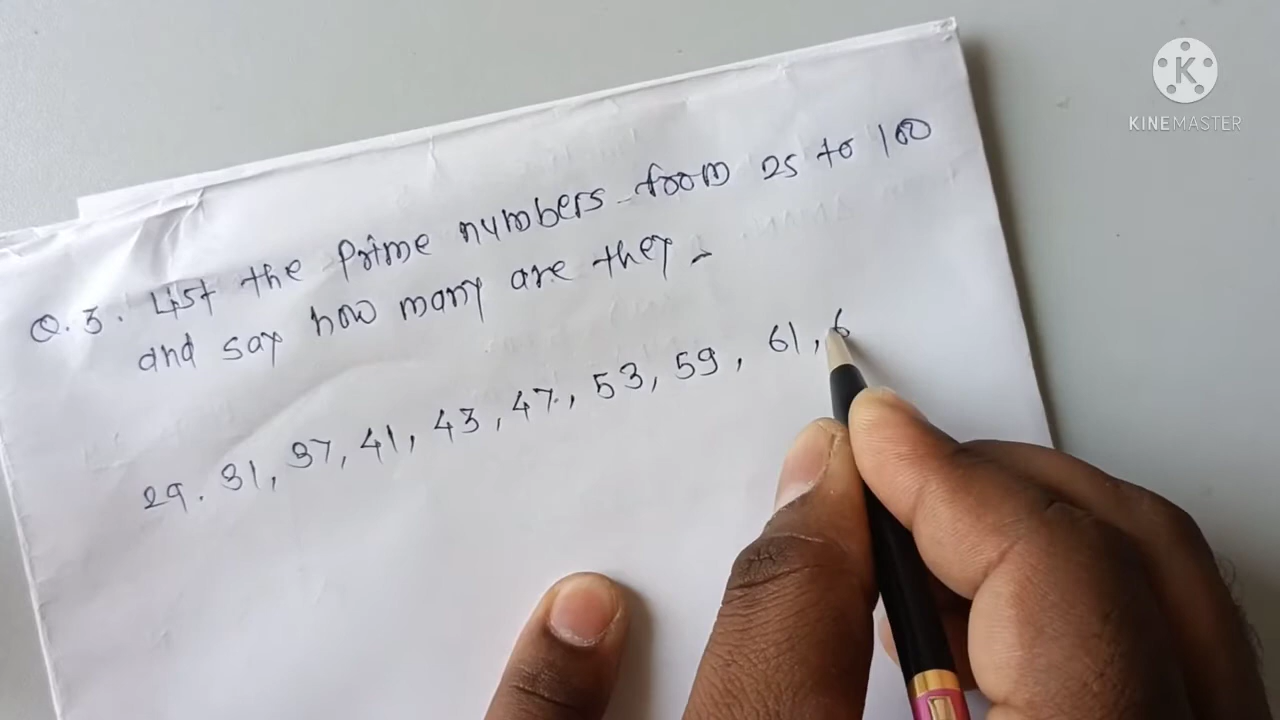 KINEMASTER
Q.3. List the Prime numbers from 25 to 100
and say how many are they.
29. 31, 37, 41, 43, 47, 53, 59, 61, 6